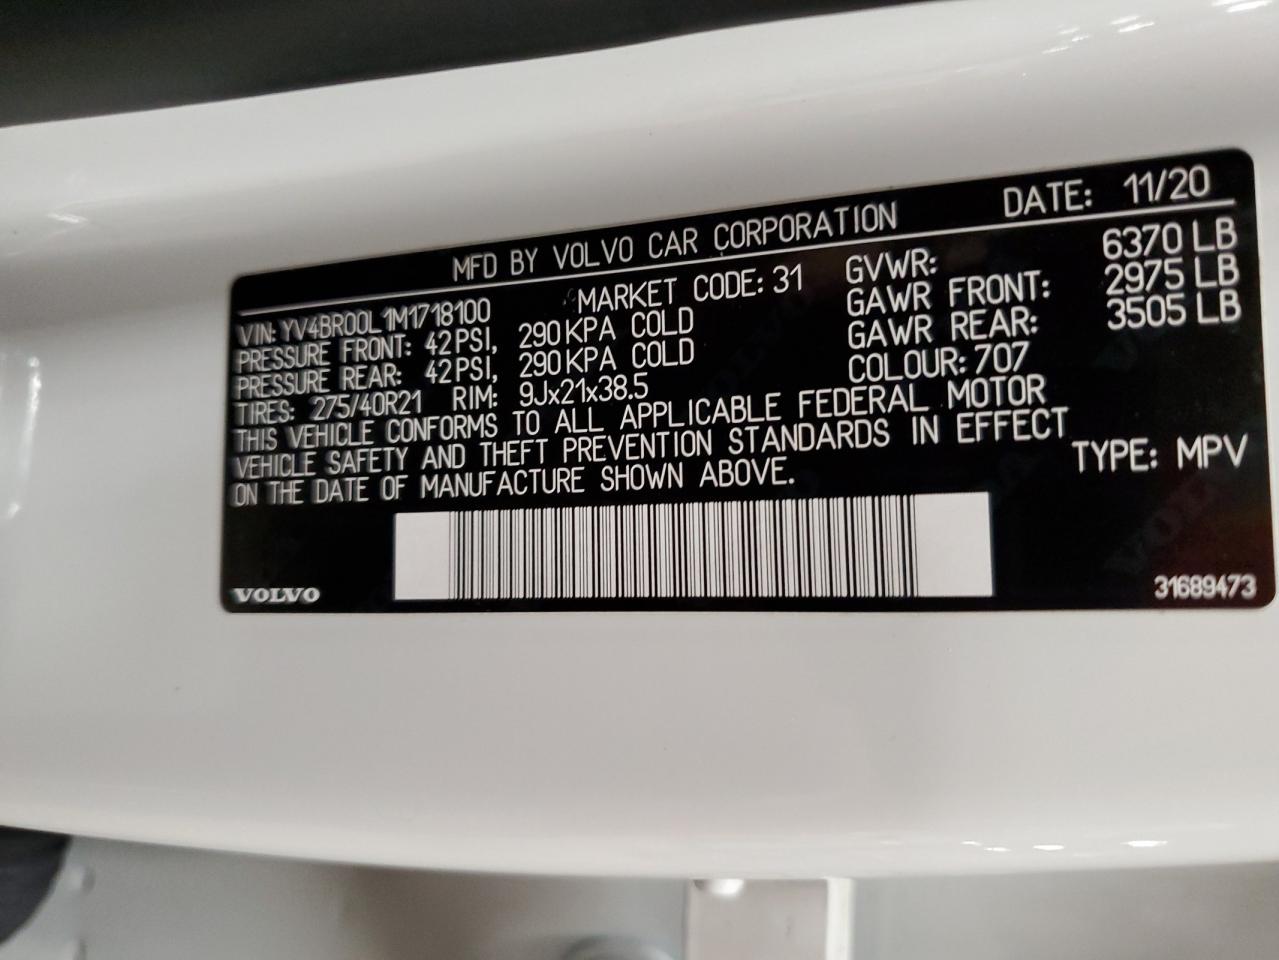 MFD BY VOLVO CAR CORPORATION DATE: 11/20
VIN: YV4BR00L1M1718100 MARKET CODE: 31 GVWR: 6370 LB
PRESSURE FRONT: 42 PSI, 290 KPA COLD GAWR FRONT: 2975 LB
PRESSURE REAR: 42 PSI, 290 KPA COLD GAWR REAR: 3505 LB
TIRES: 275/40R21 RIM: 9Jx21x38.5 COLOUR: 707
THIS VEHICLE CONFORMS TO ALL APPLICABLE FEDERAL MOTOR
VEHICLE SAFETY AND THEFT PREVENTION STANDARDS IN EFFECT
ON THE DATE OF MANUFACTURE SHOWN ABOVE. TYPE: MPV
VOLVO 31689473